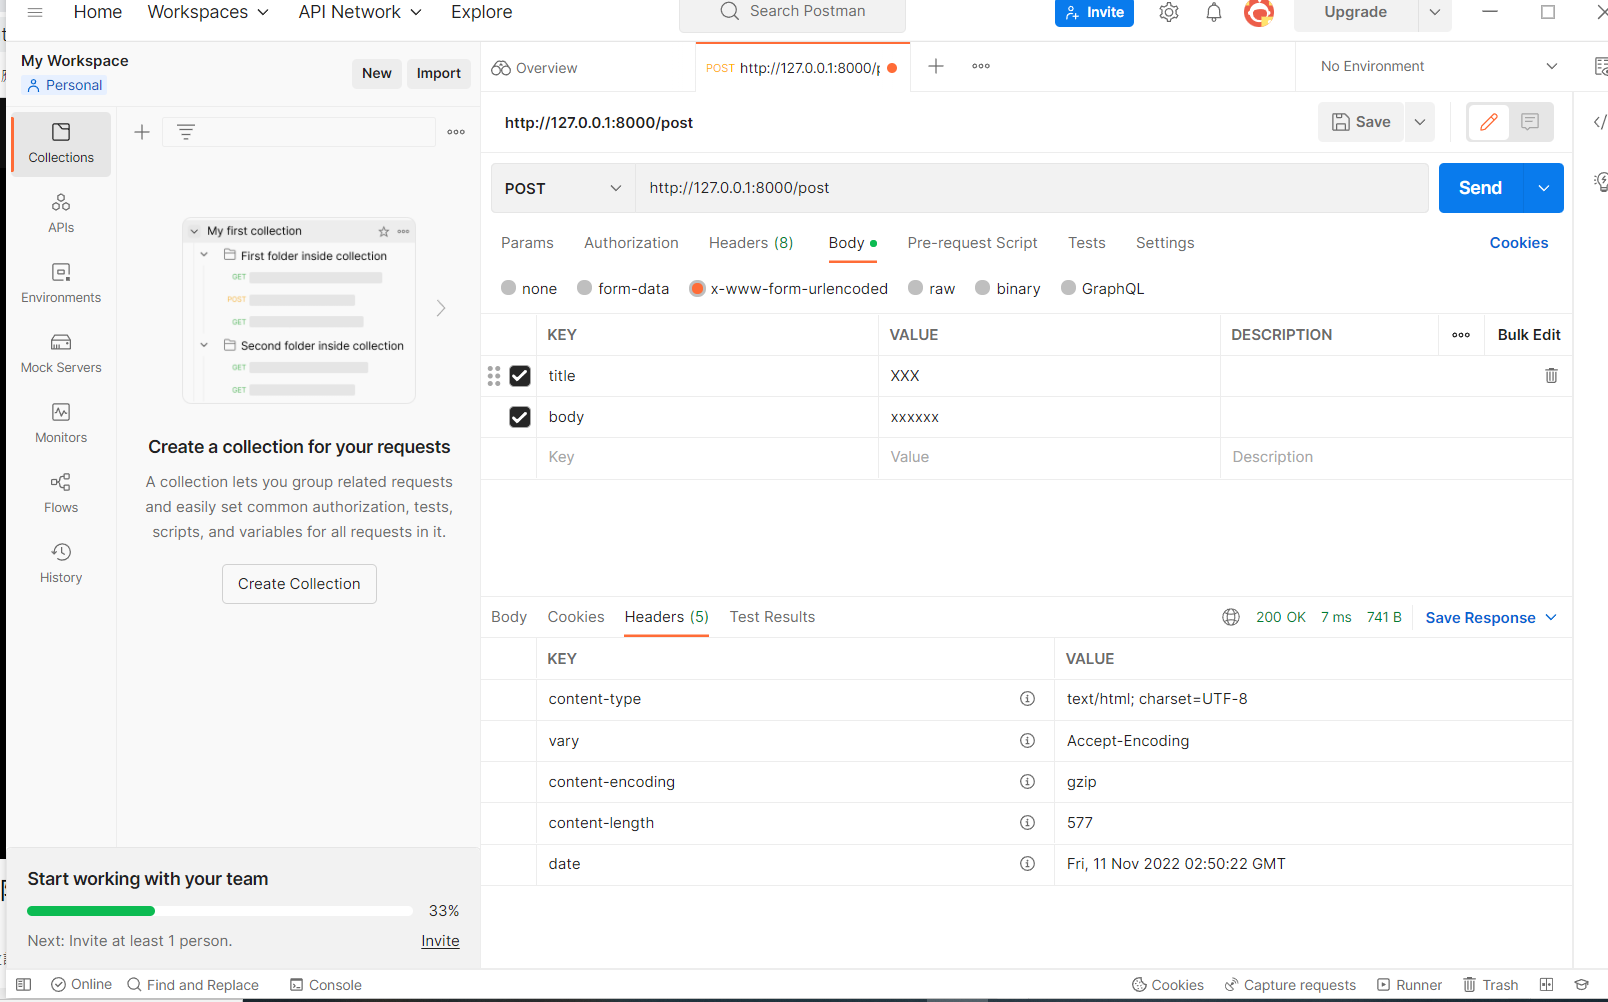 Home Workspaces API Network Explore Search Postman Invite Upgrade
My Workspace
Personal
New Import
Overview
POST http://127.0.0.1:8000/p
No Environment
Collections
APIs
Environments
Mock Servers
Monitors
Flows
History
My first collection
First folder inside collection
GET
POST
GET
Second folder inside collection
GET
GET
Create a collection for your requests
A collection lets you group related requests
and easily set common authorization, tests,
scripts, and variables for all requests in it.
Create Collection
Start working with your team
33%
Next: Invite at least 1 person. Invite
http://127.0.0.1:8000/post
Save
POST http://127.0.0.1:8000/post Send
Params Authorization Headers (8) Body Pre-request Script Tests Settings Cookies
none form-data x-www-form-urlencoded raw binary GraphQL
KEY VALUE DESCRIPTION Bulk Edit
title XXX
body xxxxxx
Key Value Description
Body Cookies Headers (5) Test Results 200 OK 7 ms 741 B Save Response
KEY VALUE
content-type text/html; charset=UTF-8
vary Accept-Encoding
content-encoding gzip
content-length 577
date Fri, 11 Nov 2022 02:50:22 GMT
Online Find and Replace Console Cookies Capture requests Runner Trash